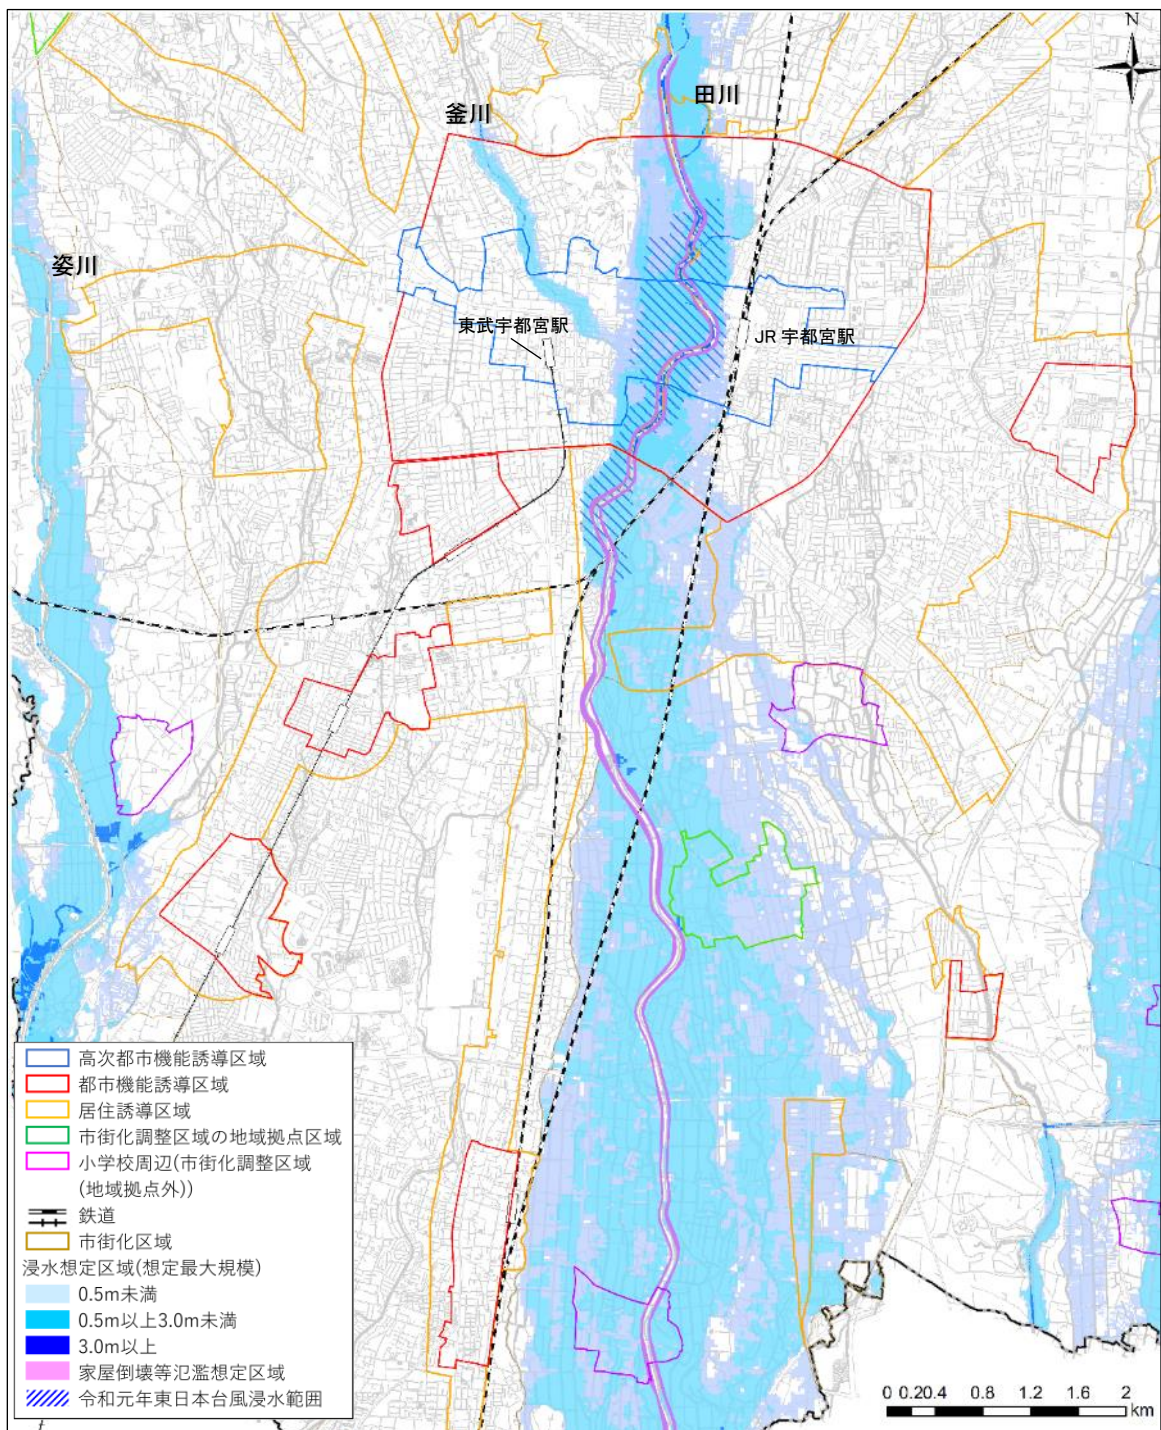 N
田川
釜川
姿川
東武宇都宮駅
JR 宇都宮駅
高次都市機能誘導区域
都市機能誘導区域
居住誘導区域
市街化調整区域の地域拠点区域
小学校周辺(市街化調整区域
(地域拠点外))
鉄道
市街化区域
浸水想定区域(想定最大規模)
0.5m未満
0.5m以上3.0m未満
3.0m以上
家屋倒壊等氾濫想定区域
令和元年東日本台風浸水範囲
0 0.20.4 0.8 1.2 1.6 2
km